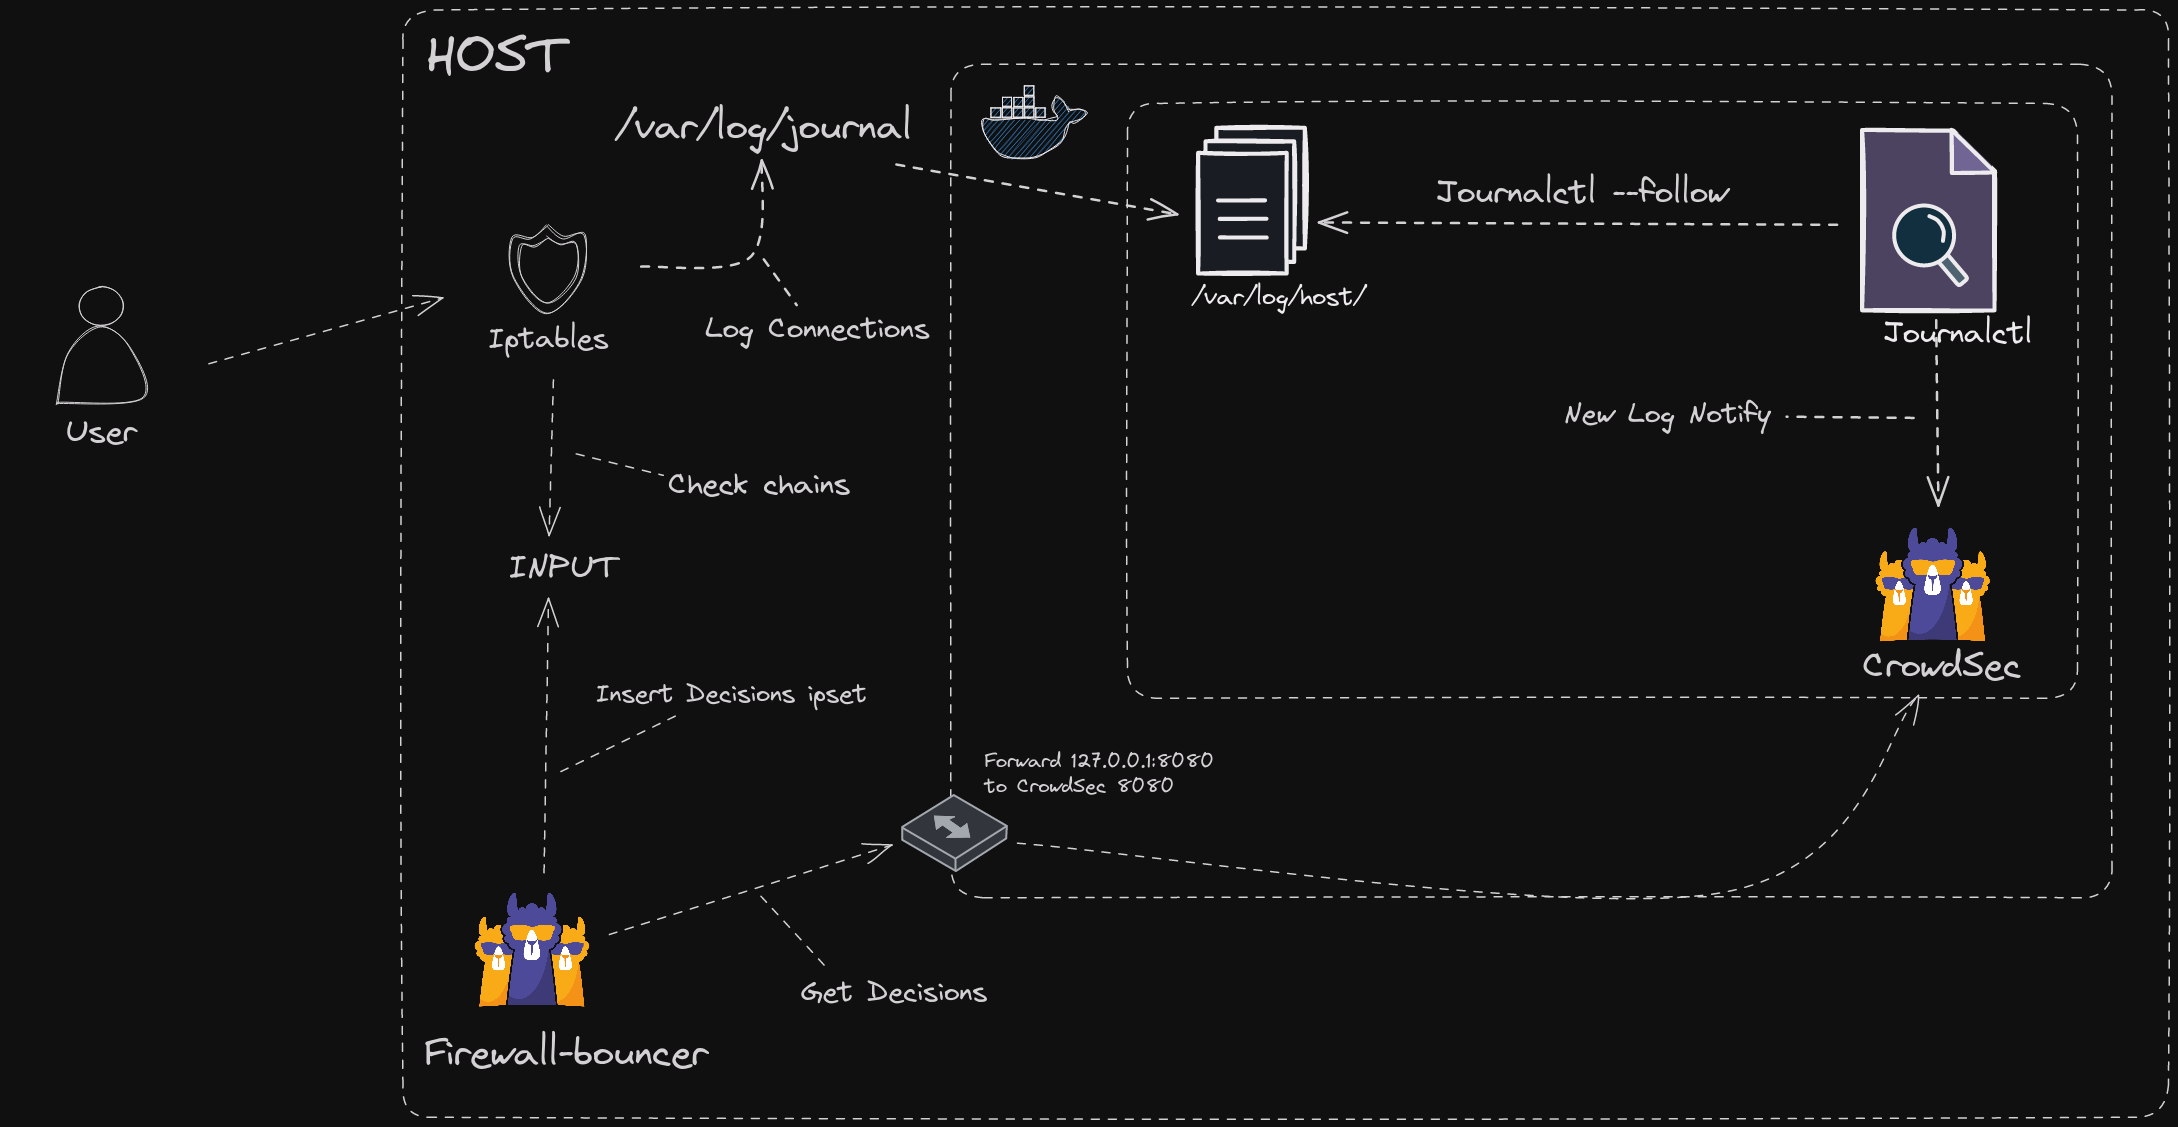 HOST
/var/log/journal
Journalctl --follow
/var/log/host/
Iptables
Log Connections
Journalctl
User
New Log Notify
Check chains
INPUT
CrowdSec
Insert Decisions ipset
Forward 127.0.0.1:8080
to CrowdSec 8080
Get Decisions
Firewall-bouncer